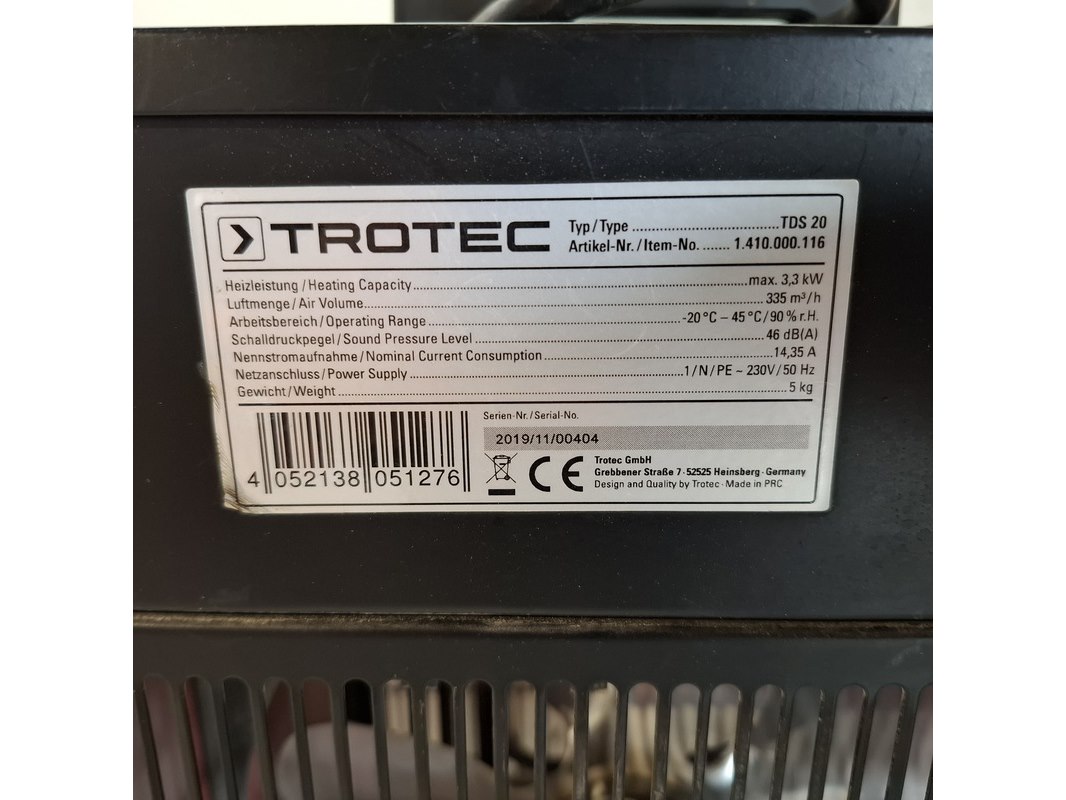 TROTEC
Typ/Type ........................ TDS 20
Artikel-Nr./Item-No. ....... 1.410.000.116
Heizleistung/Heating Capacity ........................ max. 3,3 kW
Luftmenge/Air Volume ........................ 335 m³/h
Arbeitsbereich/Operating Range ........................ -20°C – 45°C/90% r.H.
Schalldruckpegel/Sound Pressure Level ........................ 46 dB(A)
Nennstromaufnahme/Nominal Current Consumption ........................ 14,35 A
Netzanschluss/Power Supply ........................ 1/N/PE ~ 230V/50 Hz
Gewicht/Weight ........................ 5 kg
Serien-Nr./Serial-No.
2019/11/00404
4 052138 051276
CE
Trotec GmbH
Grebbener Straße 7 · 52525 Heinsberg · Germany
Design and Quality by Trotec · Made in PRC